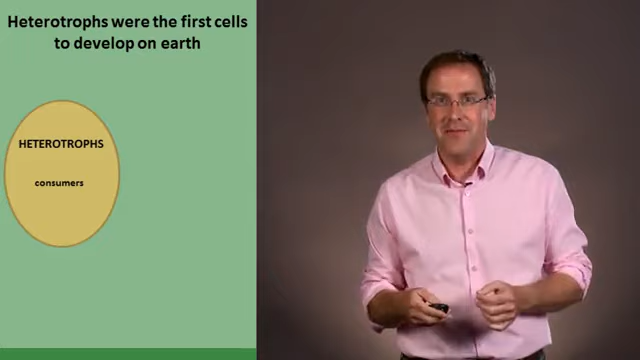 Heterotrophs were the first cells
to develop on earth
HETEROTROPHS
consumers